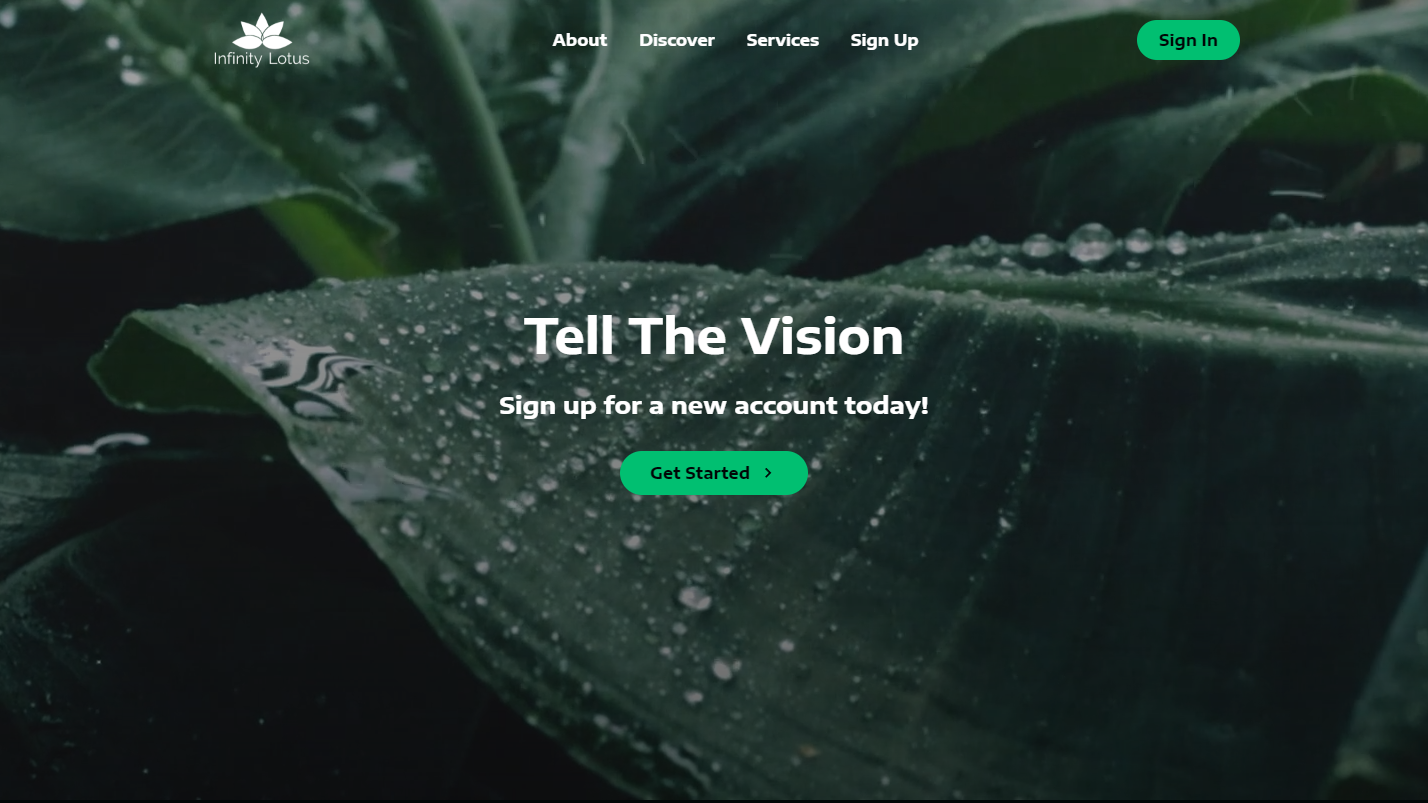 Infinity Lotus
About Discover Services Sign Up
Sign In
Tell The Vision
Sign up for a new account today!
Get Started